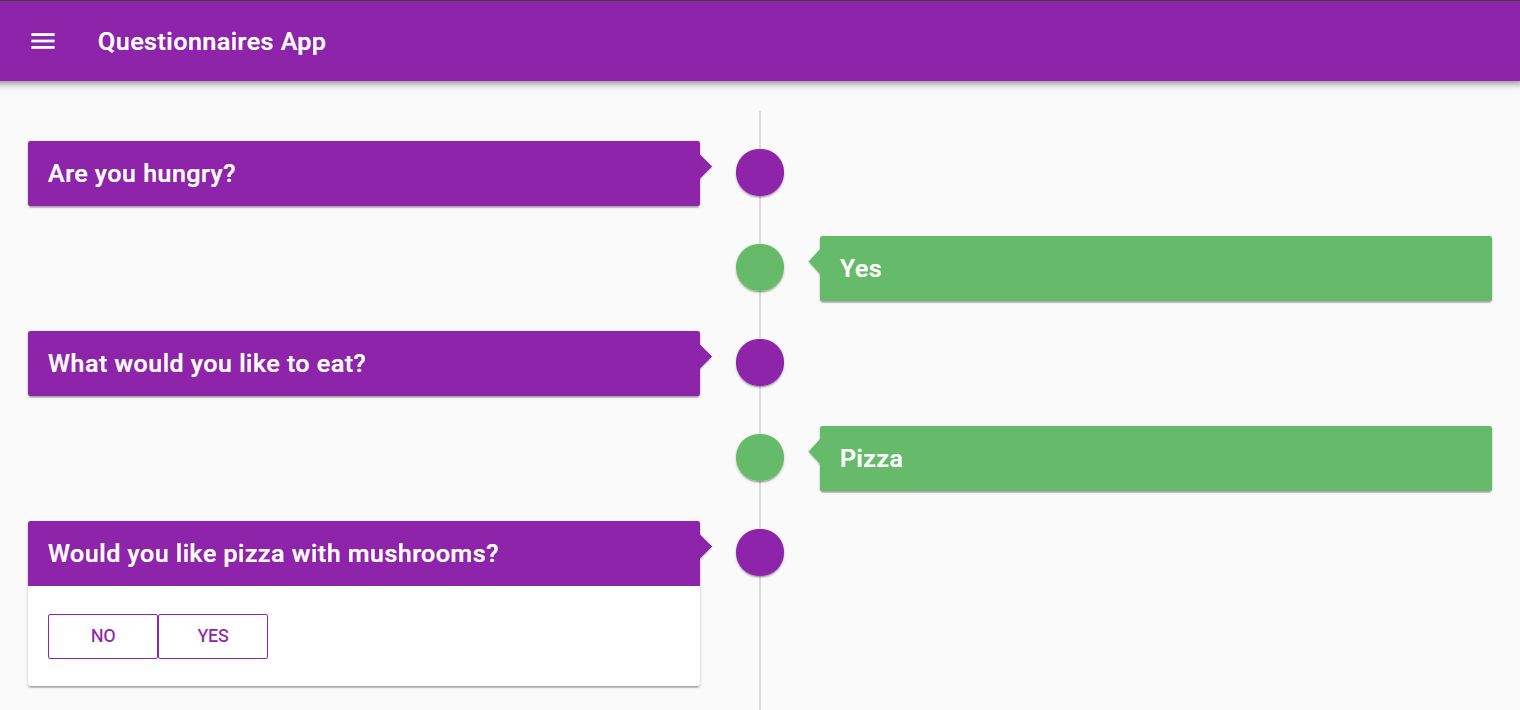 Questionnaires App
Are you hungry?
Yes
What would you like to eat?
Pizza
Would you like pizza with mushrooms?
NO YES